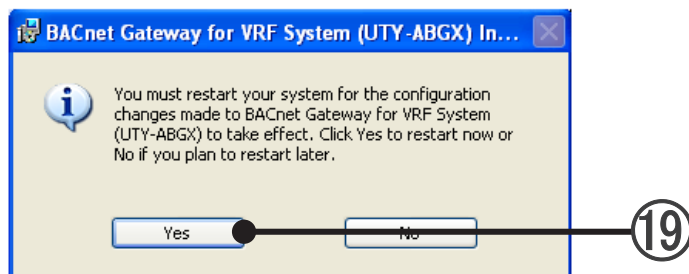 BACnet Gateway for VRF System (UTY-ABGX) In...
You must restart your system for the configuration
changes made to BACnet Gateway for VRF System
(UTY-ABGX) to take effect. Click Yes to restart now or
No if you plan to restart later.
Yes
No
⑲